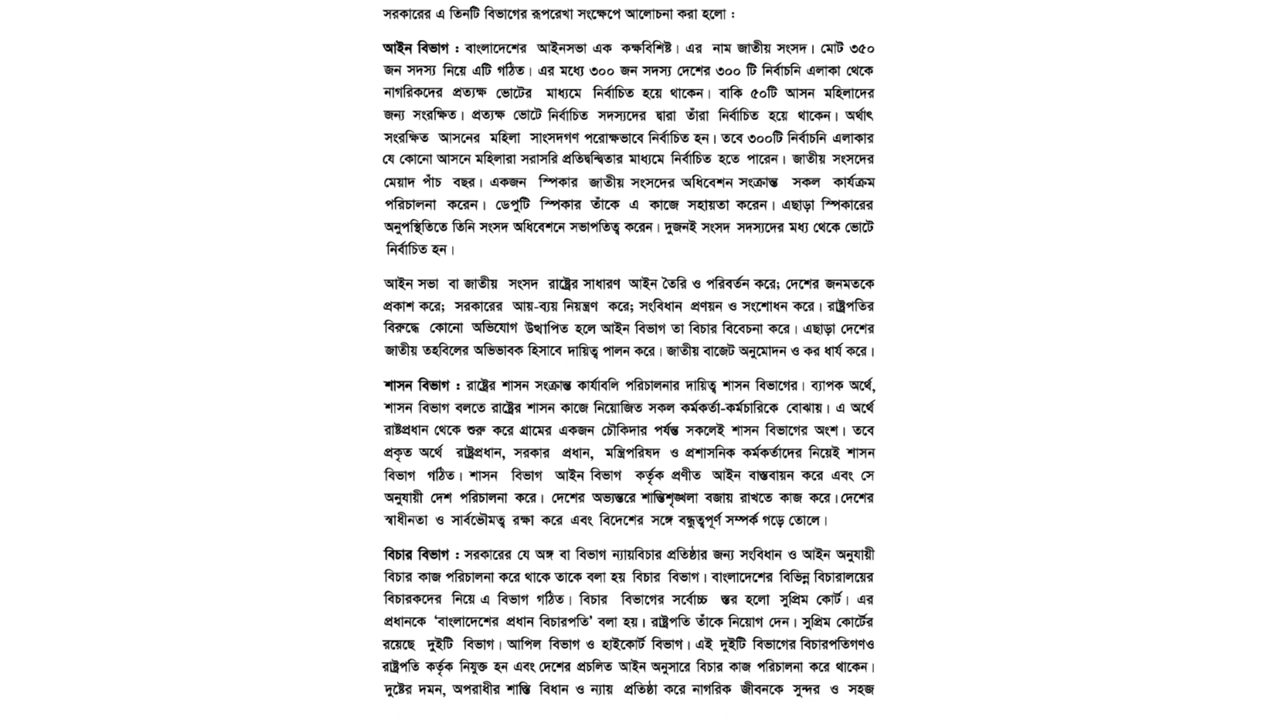 সরকারের এ তিনটি বিভাগের রূপরেখা সংক্ষেপে আলোচনা করা হলো :
আইন বিভাগ : বাংলাদেশের আইনসভা এক কক্ষবিশিষ্ট। এর নাম জাতীয় সংসদ। মোট ৩৫০
জন সদস্য নিয়ে এটি গঠিত। এর মধ্যে ৩০০ জন সদস্য দেশের ৩০০ টি নির্বাচনি এলাকা থেকে
নাগরিকদের প্রত্যক্ষ ভোটের মাধ্যমে নির্বাচিত হয়ে থাকেন। বাকি ৫০টি আসন মহিলাদের
জন্য সংরক্ষিত। প্রত্যক্ষ ভোটে নির্বাচিত সদস্যদের দ্বারা তাঁরা নির্বাচিত হয়ে থাকেন। অর্থাৎ
সংরক্ষিত আসনের মহিলা সাংসদগণ পরোক্ষভাবে নির্বাচিত হন। তবে ৩০০টি নির্বাচনি এলাকার
যে কোনো আসনে মহিলারা সরাসরি প্রতিদ্বন্দ্বিতার মাধ্যমে নির্বাচিত হতে পারেন। জাতীয় সংসদের
মেয়াদ পাঁচ বছর। একজন স্পিকার জাতীয় সংসদের অধিবেশন সংক্রান্ত সকল কার্যক্রম
পরিচালনা করেন। ডেপুটি স্পিকার তাঁকে এ কাজে সহায়তা করেন। এছাড়া স্পিকারের
অনুপস্থিতিতে তিনি সংসদ অধিবেশনে সভাপতিত্ব করেন। দুজনই সংসদ সদস্যদের মধ্য থেকে ভোটে
নির্বাচিত হন।
আইন সভা বা জাতীয় সংসদ রাষ্ট্রের সাধারণ আইন তৈরি ও পরিবর্তন করে; দেশের জনমতকে
প্রকাশ করে; সরকারের আয়-ব্যয় নিয়ন্ত্রণ করে; সংবিধান প্রণয়ন ও সংশোধন করে। রাষ্ট্রপতির
বিরুদ্ধে কোনো অভিযোগ উত্থাপিত হলে আইন বিভাগ তা বিচার বিবেচনা করে। এছাড়া দেশের
জাতীয় তহবিলের অভিভাবক হিসাবে দায়িত্ব পালন করে। জাতীয় বাজেট অনুমোদন ও কর ধার্য করে।
শাসন বিভাগ : রাষ্ট্রের শাসন সংক্রান্ত কার্যাবলি পরিচালনার দায়িত্ব শাসন বিভাগের। ব্যাপক অর্থে,
শাসন বিভাগ বলতে রাষ্ট্রের শাসন কাজে নিয়োজিত সকল কর্মকর্তা-কর্মচারিকে বোঝায়। এ অর্থে
রাষ্টপ্রধান থেকে শুরু করে গ্রামের একজন চৌকিদার পর্যন্ত সকলেই শাসন বিভাগের অংশ। তবে
প্রকৃত অর্থে রাষ্ট্রপ্রধান, সরকার প্রধান, মন্ত্রিপরিষদ ও প্রশাসনিক কর্মকর্তাদের নিয়েই শাসন
বিভাগ গঠিত। শাসন বিভাগ আইন বিভাগ কর্তৃক প্রণীত আইন বাস্তবায়ন করে এবং সে
অনুযায়ী দেশ পরিচালনা করে। দেশের অভ্যন্তরে শান্তিশৃঙ্খলা বজায় রাখতে কাজ করে। দেশের
স্বাধীনতা ও সার্বভৌমত্ব রক্ষা করে এবং বিদেশের সঙ্গে বন্ধুত্বপূর্ণ সম্পর্ক গড়ে তোলে।
বিচার বিভাগ : সরকারের যে অঙ্গ বা বিভাগ ন্যায়বিচার প্রতিষ্ঠার জন্য সংবিধান ও আইন অনুযায়ী
বিচার কাজ পরিচালনা করে থাকে তাকে বলা হয় বিচার বিভাগ। বাংলাদেশের বিভিন্ন বিচারালয়ের
বিচারকদের নিয়ে এ বিভাগ গঠিত। বিচার বিভাগের সর্বোচ্চ স্তর হলো সুপ্রিম কোর্ট। এর
প্রধানকে ‘বাংলাদেশের প্রধান বিচারপতি’ বলা হয়। রাষ্ট্রপতি তাঁকে নিয়োগ দেন। সুপ্রিম কোর্টের
রয়েছে দুইটি বিভাগ। আপিল বিভাগ ও হাইকোর্ট বিভাগ। এই দুইটি বিভাগের বিচারপতিগণও
রাষ্ট্রপতি কর্তৃক নিযুক্ত হন এবং দেশের প্রচলিত আইন অনুসারে বিচার কাজ পরিচালনা করে থাকেন।
দুষ্টের দমন, অপরাধীর শাস্তি বিধান ও ন্যায় প্রতিষ্ঠা করে নাগরিক জীবনকে সুন্দর ও সহজ